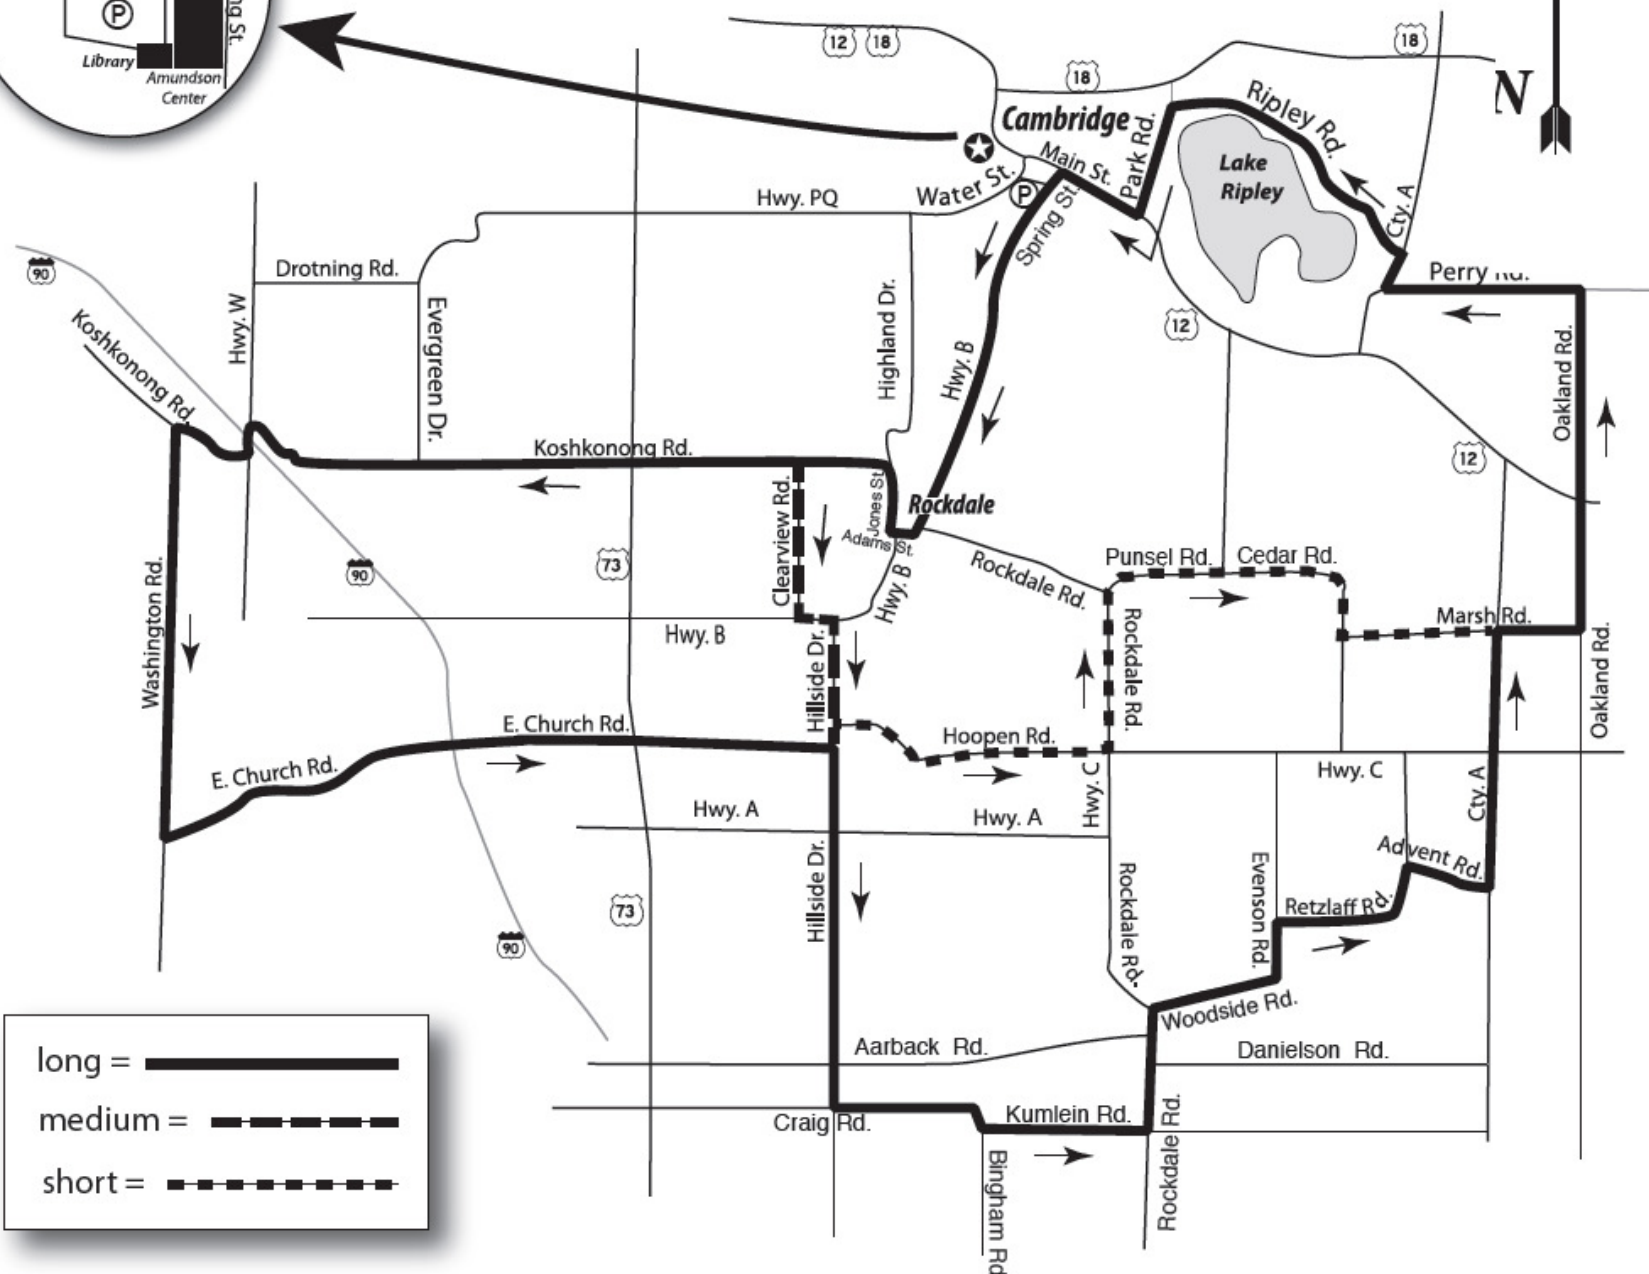 P
ng St.
Library
Amundson
Center
12
18
18
18
N
Cambridge
Main St.
Park Rd.
Ripley Rd.
Lake
Ripley
Cty. A
Water St.
P
Hwy. PQ
Spring St.
90
Drotning Rd.
Hwy. W
Evergreen Dr.
Highland Dr.
Hwy. B
12
Perry Rd.
Oakland Rd.
Koshkonong Rd.
Koshkonong Rd.
12
Clearview Rd.
Jones St.
Rockdale
Adams St.
Hwy. B
Rockdale Rd.
Punsel Rd.
Cedar Rd.
73
90
Washington Rd.
Hwy. B
Hillside Dr.
Rockdale Rd.
Marsh Rd.
Oakland Rd.
E. Church Rd.
Hoopen Rd.
E. Church Rd.
Hwy. C
Hwy. C
Cty. A
Hwy. A
Hwy. A
Hillside Dr.
Rockdale Rd.
Evenson Rd.
Advent Rd.
Retzlaff Rd.
73
90
Woodside Rd.
Aarback Rd.
Danielson Rd.
Craig Rd.
Kumlein Rd.
Rockdale Rd.
Bingham Rd
long =
medium =
short =